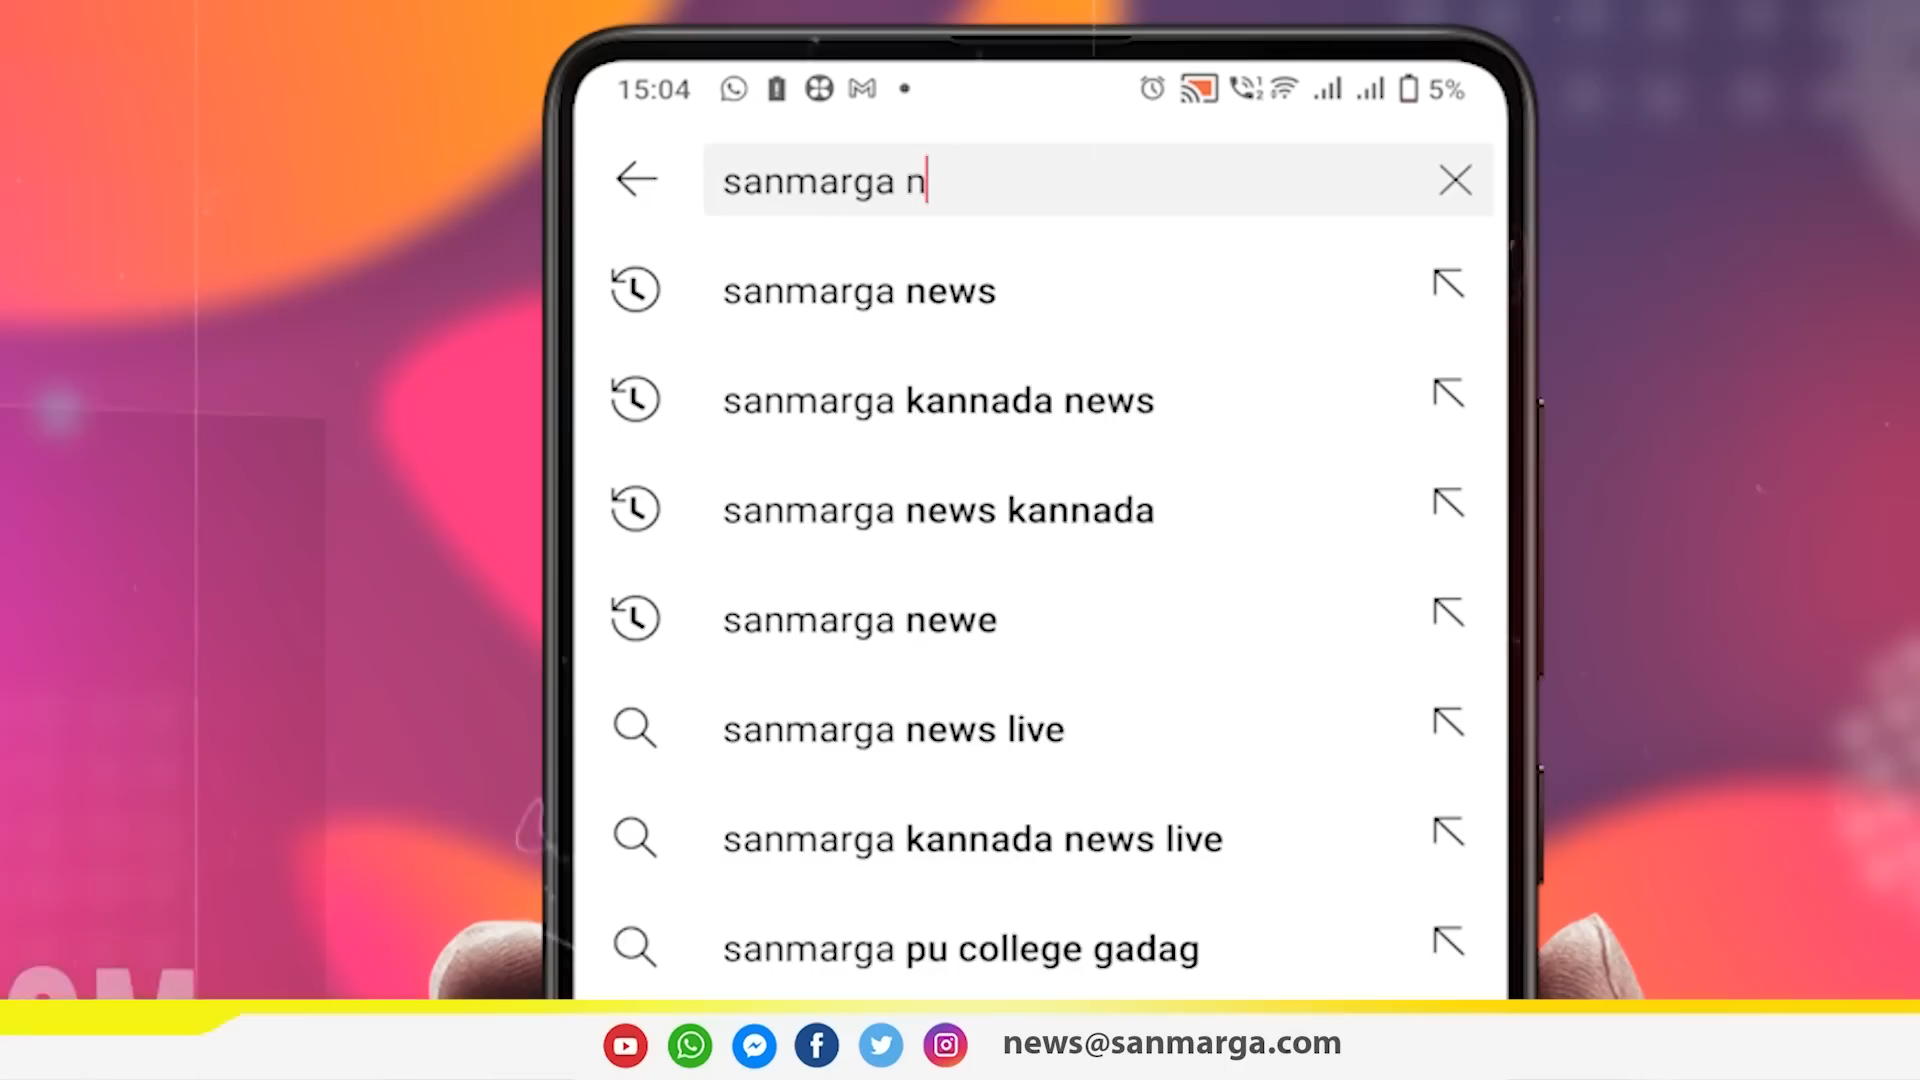 15:04
5%
sanmarga n
sanmarga news
sanmarga kannada news
sanmarga news kannada
sanmarga newe
sanmarga news live
sanmarga kannada news live
sanmarga pu college gadag
news@sanmarga.com